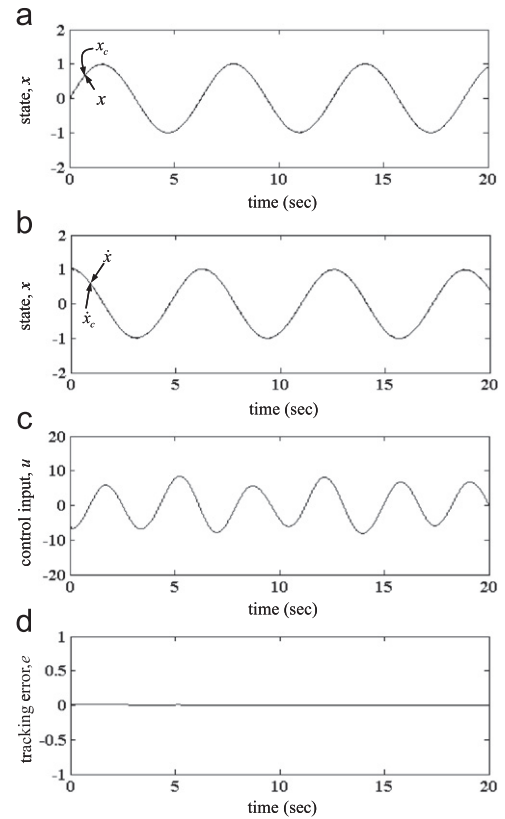 a
2
1
0
-1
-2
state, x
x_c
x
0 5 10 15 20
time (sec)
b
2
1
0
-1
-2
state, x
ẋ
ẋ_c
0 5 10 15 20
time (sec)
c
20
10
0
-10
-20
control input, u
0 5 10 15 20
time (sec)
d
1
0.5
0
-0.5
-1
tracking error,e
0 5 10 15 20
time (sec)